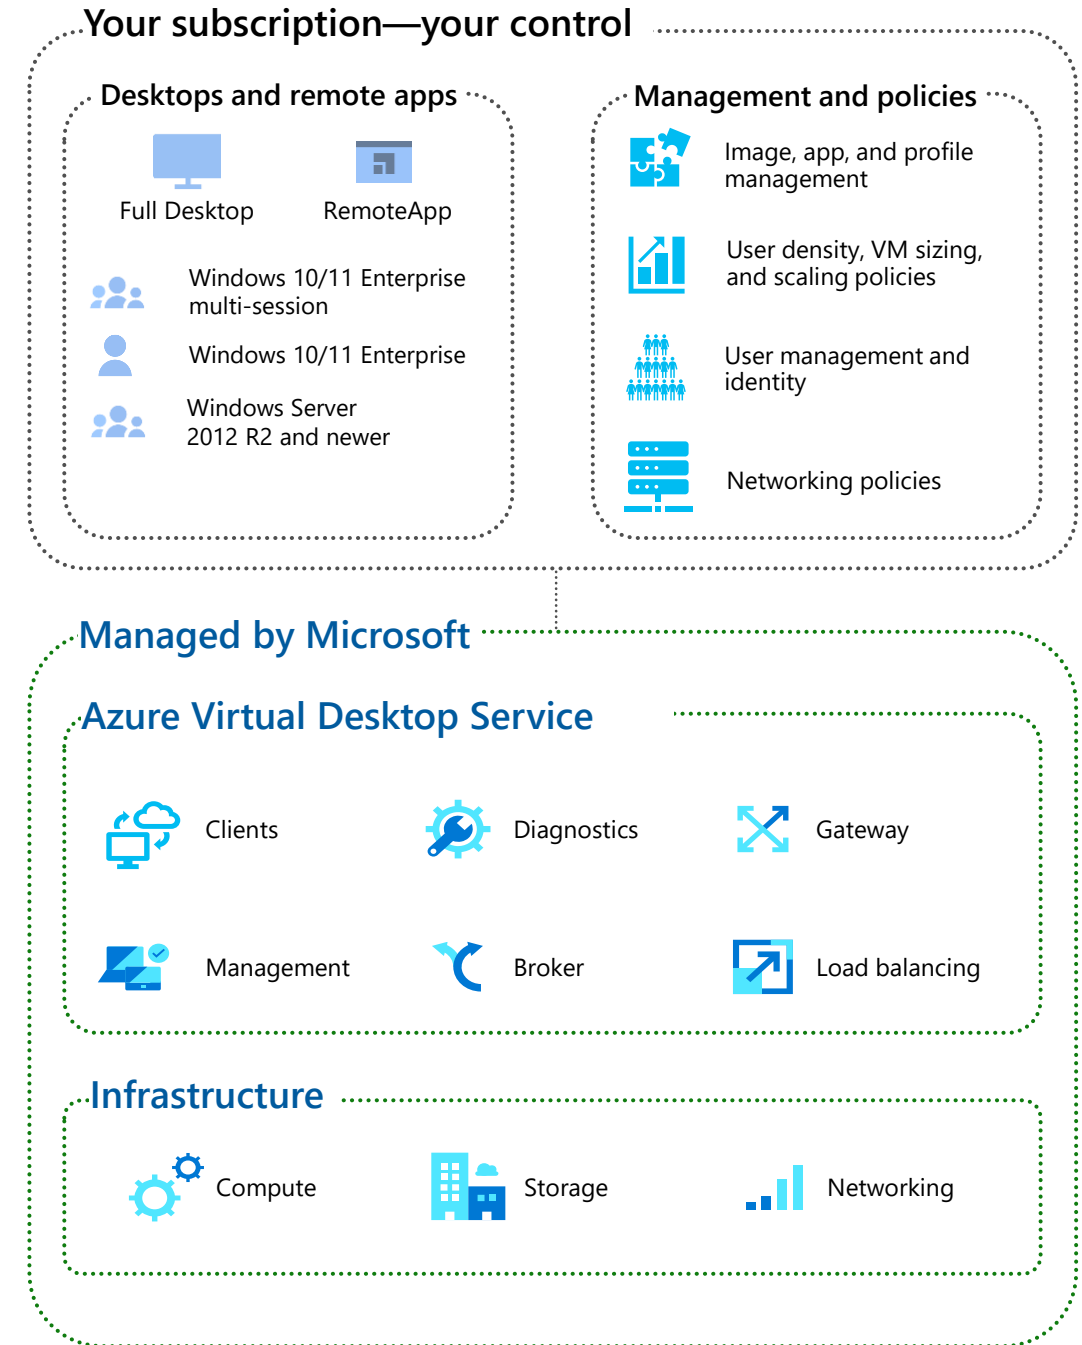 Your subscription—your control
Desktops and remote apps
Full Desktop
RemoteApp
Windows 10/11 Enterprise
multi-session
Windows 10/11 Enterprise
Windows Server
2012 R2 and newer
Management and policies
Image, app, and profile
management
User density, VM sizing,
and scaling policies
User management and
identity
Networking policies
Managed by Microsoft
Azure Virtual Desktop Service
Clients
Diagnostics
Gateway
Management
Broker
Load balancing
Infrastructure
Compute
Storage
Networking